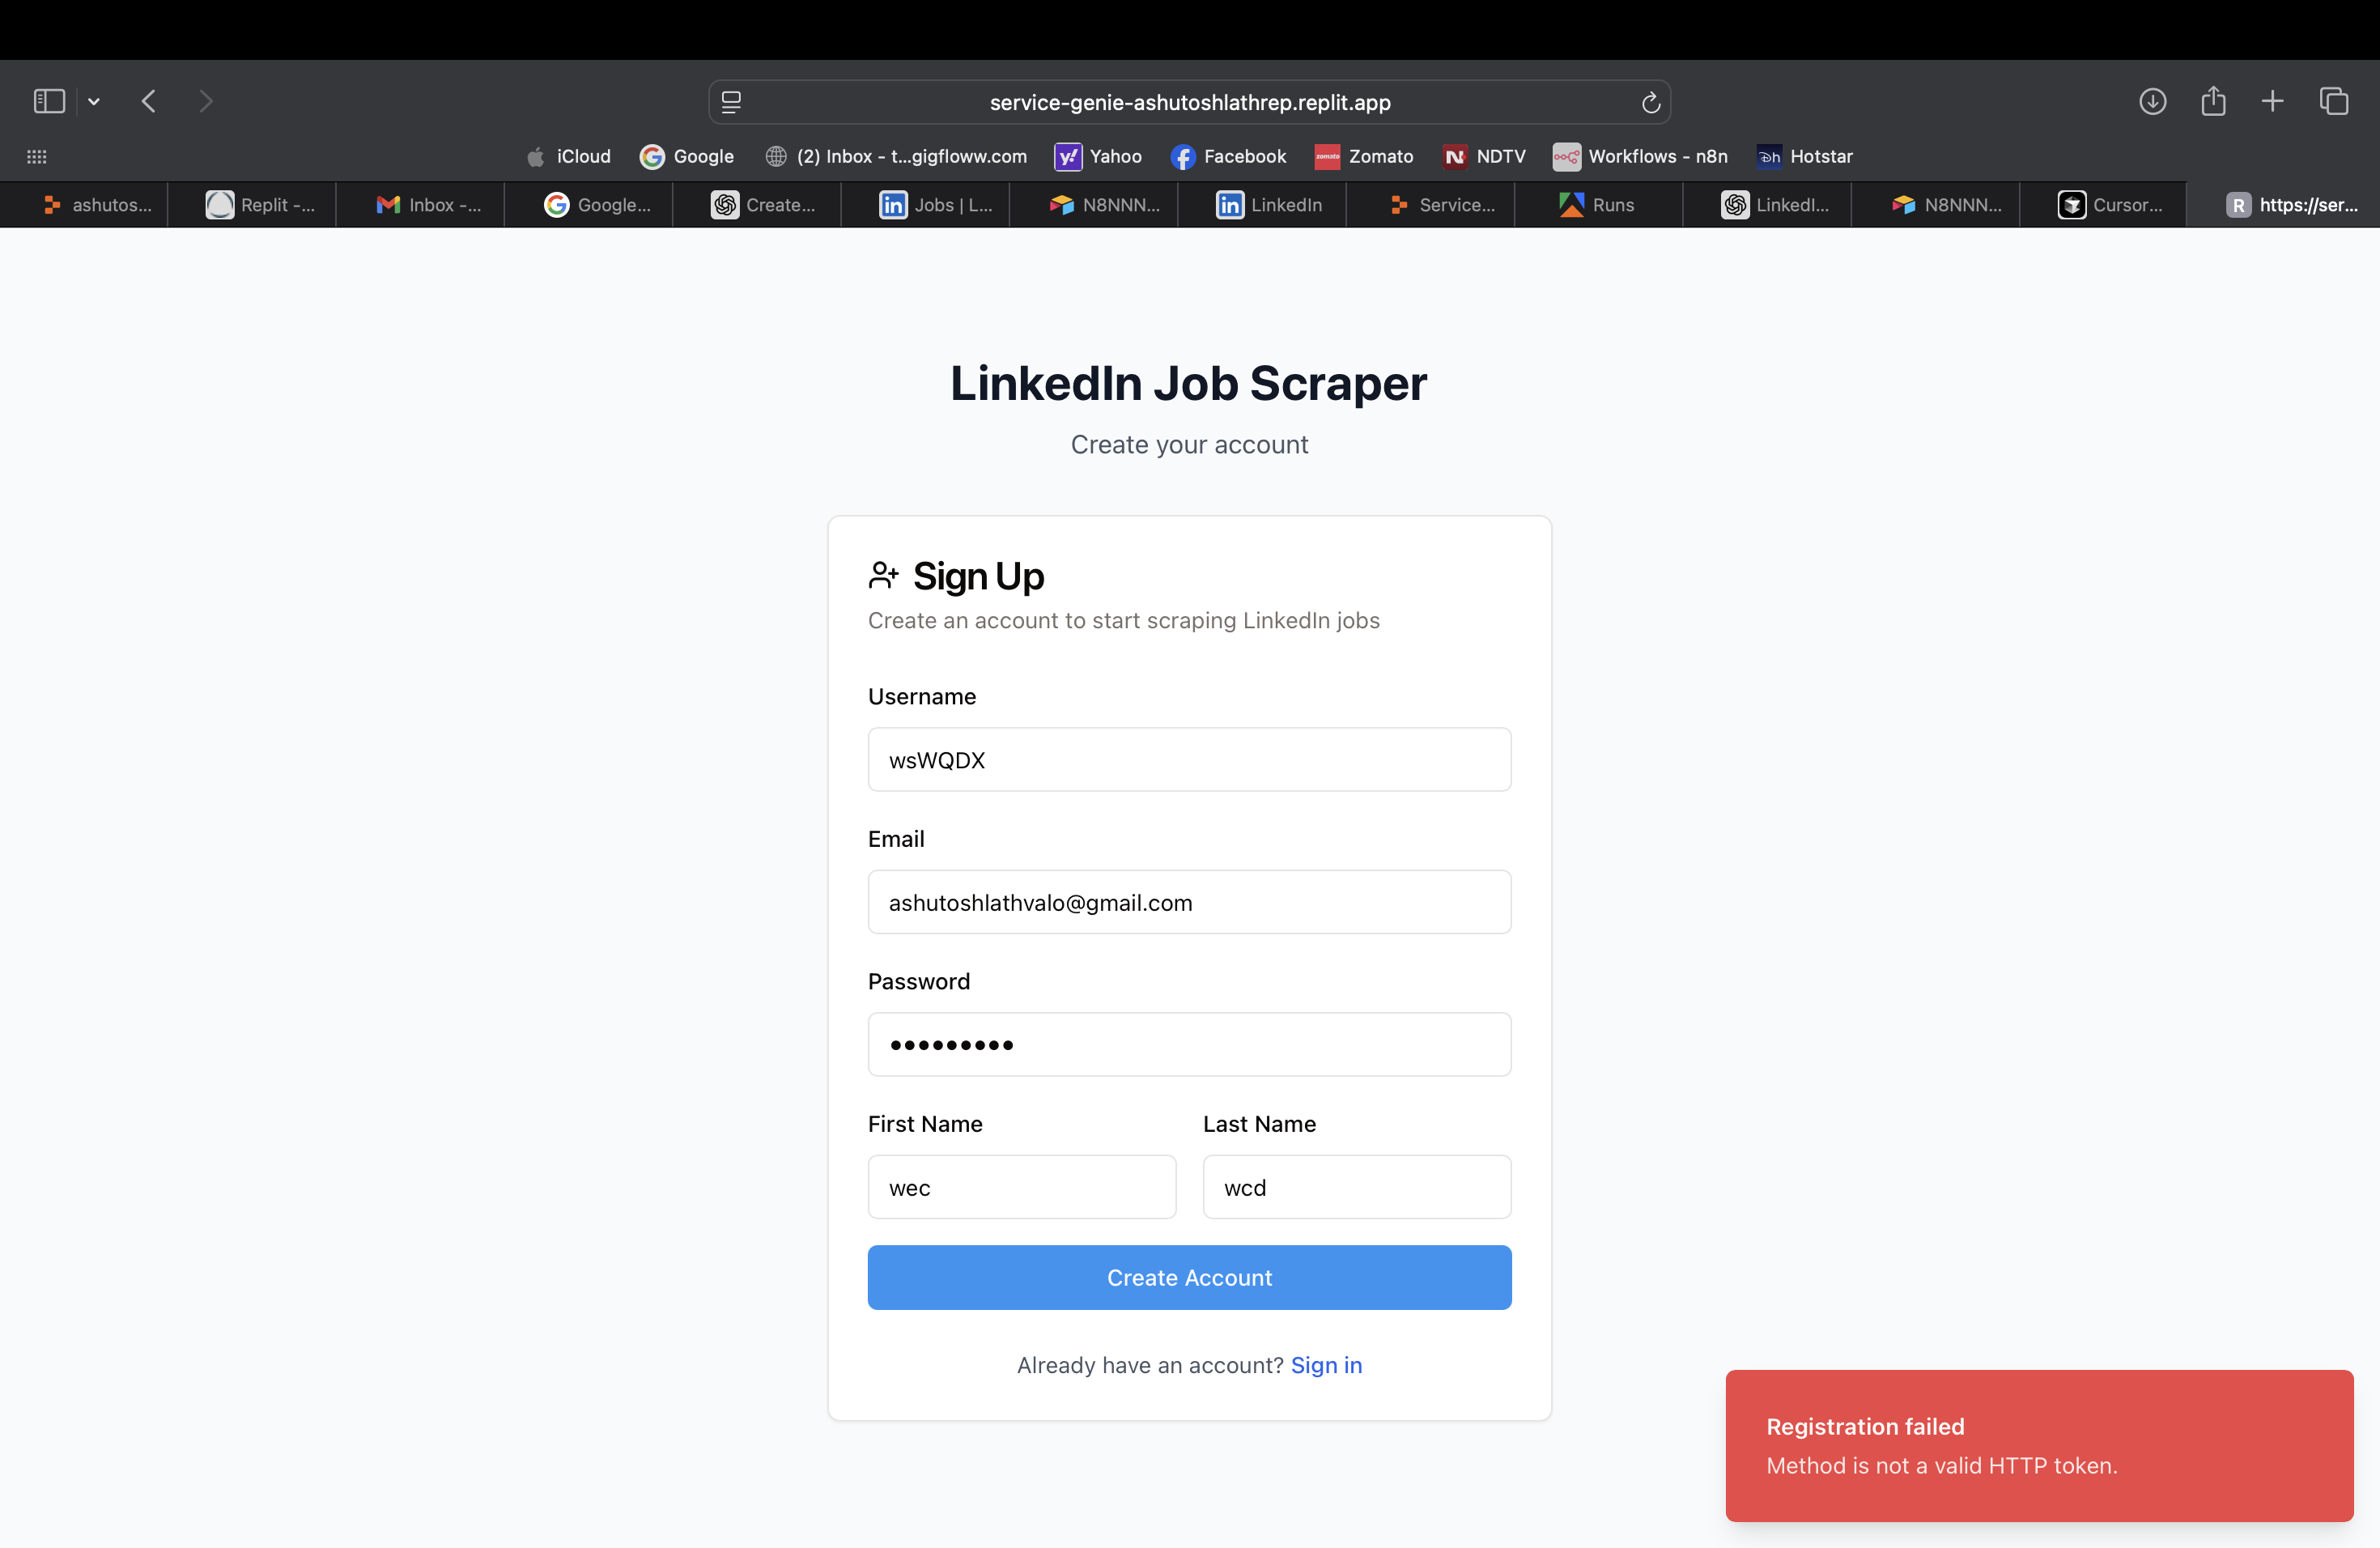 service-genie-ashutoshlathrep.replit.app
iCloud
Google
(2) Inbox - t...gigfloww.com
Yahoo
Facebook
zomato
Zomato
NDTV
Workflows - n8n
Hotstar
ashutos...
Replit -...
Inbox -...
Google...
Create...
Jobs | L...
N8NNN...
LinkedIn
Service...
Runs
LinkedI...
N8NNN...
Cursor...
R
https://ser...
LinkedIn Job Scraper
Create your account
Sign Up
Create an account to start scraping LinkedIn jobs
Username
wsWQDX
Email
ashutoshlathvalo@gmail.com
Password
•••••••••
First Name
Last Name
wec
wcd
Create Account
Already have an account? Sign in
Registration failed
Method is not a valid HTTP token.